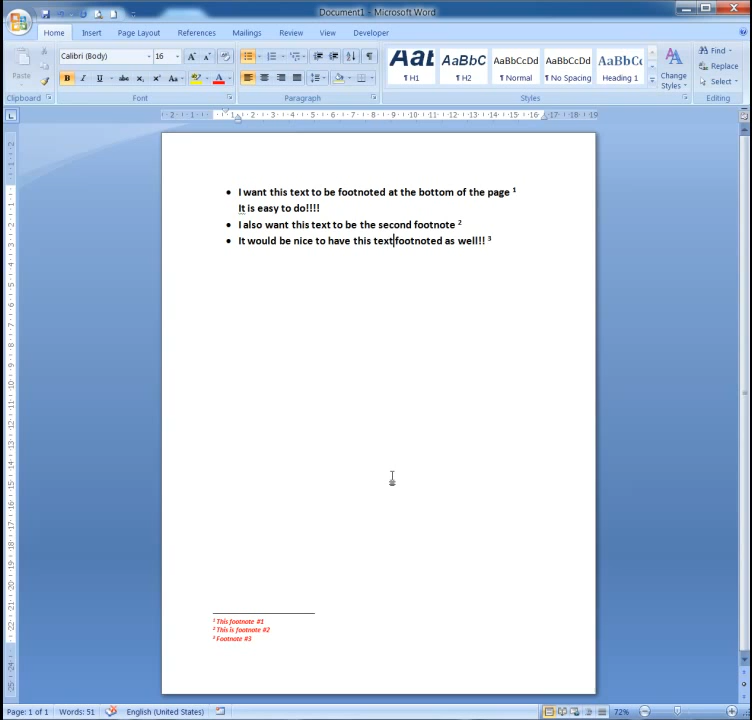 Document1 - Microsoft Word
Home Insert Page Layout References Mailings Review View Developer
Paste
Calibri (Body) 16
AaB AaBbC AaBbCcDd AaBbCcDd AaBbCc
¶ H1 ¶ H2 ¶ Normal ¶ No Spacing Heading 1
Change Styles
Find
Replace
Select
Clipboard Font Paragraph Styles Editing
• I want this text to be footnoted at the bottom of the page ¹
It is easy to do!!!!
• I also want this text to be the second footnote ²
• It would be nice to have this text footnoted as well!! ³
¹ This footnote #1
² This is footnote #2
³ Footnote #3
Page: 1 of 1 Words: 51 English (United States) 72%